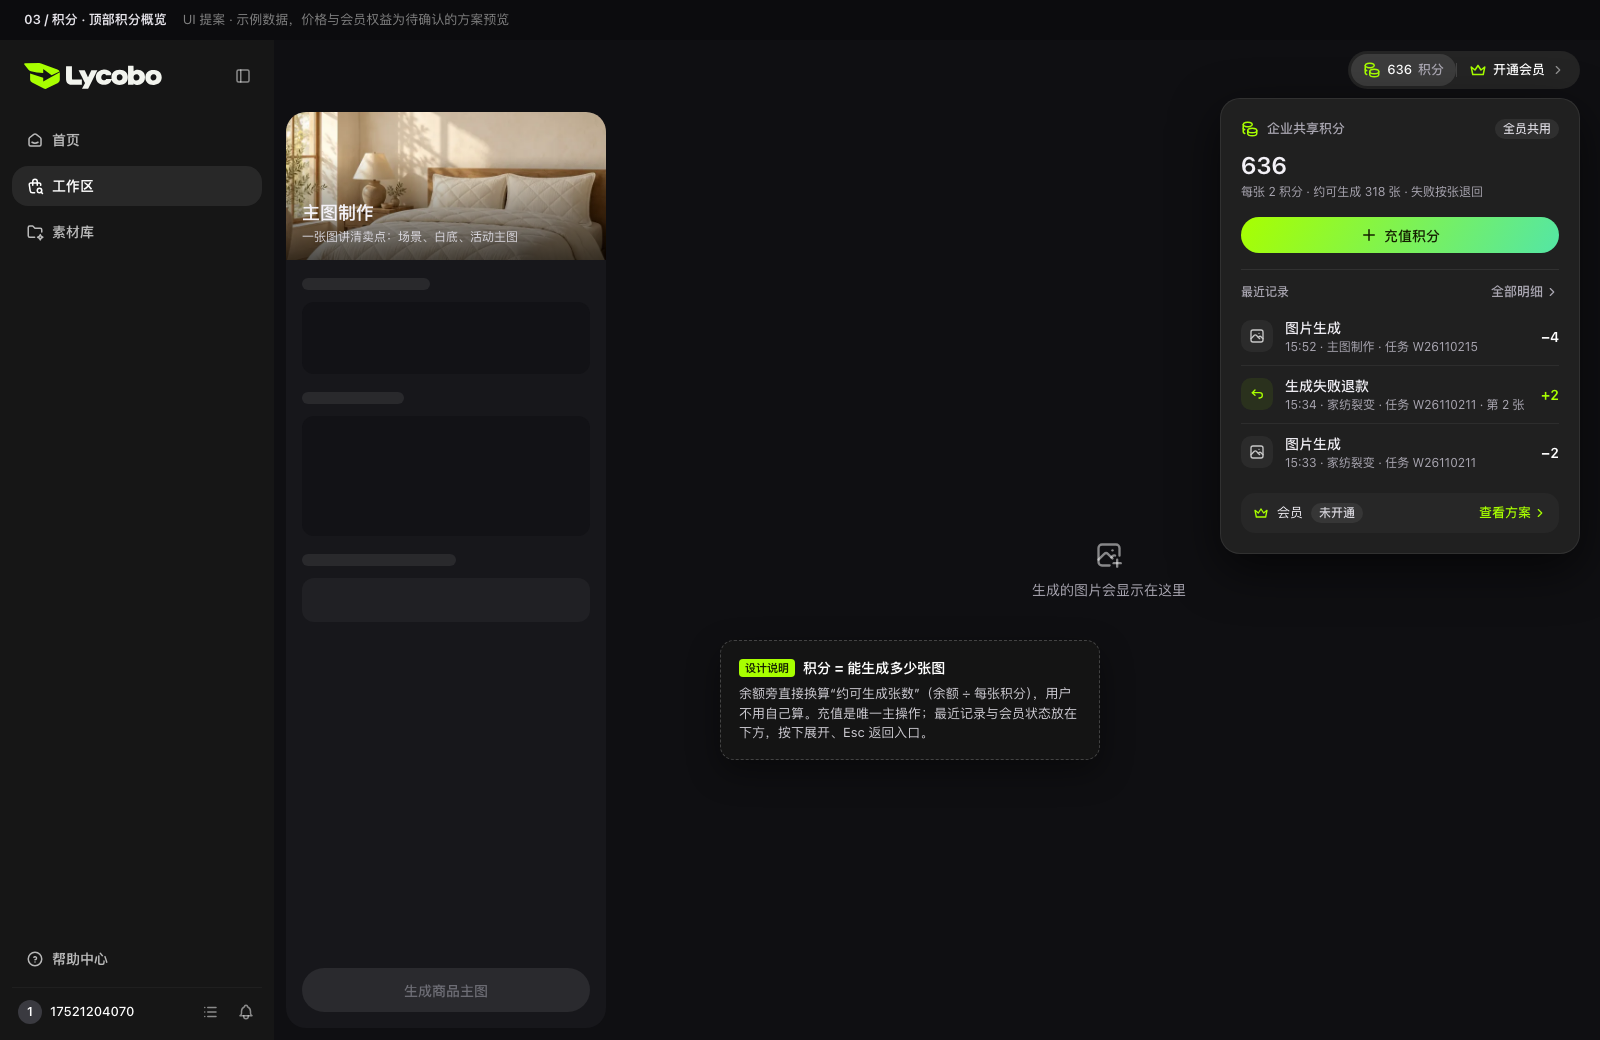 03 / 积分 · 顶部积分概览 UI 提案 · 示例数据，价格与会员权益为待确认的方案预览
Lycobo
首页
工作区
素材库
帮助中心
1 17521204070
主图制作
一张图讲清卖点：场景、白底、活动主图
生成商品主图
生成的图片会显示在这里
设计说明 积分 = 能生成多少张图
余额旁直接换算“约可生成张数”（余额 ÷ 每张积分），用户
不用自己算。充值是唯一主操作；最近记录与会员状态放在
下方，按下展开、Esc 返回入口。
636 积分 开通会员
企业共享积分 全员共用
636
每张 2 积分 · 约可生成 318 张 · 失败按张退回
充值积分
最近记录 全部明细
图片生成
15:52 · 主图制作 · 任务 W26110215
−4
生成失败退款
15:34 · 家纺裂变 · 任务 W26110211 · 第 2 张
+2
图片生成
15:33 · 家纺裂变 · 任务 W26110211
−2
会员 未开通 查看方案